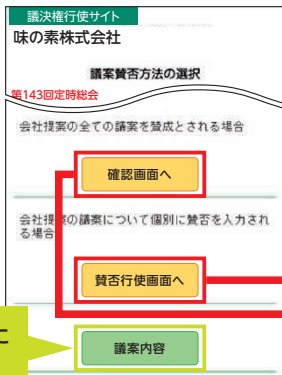 議決権行使サイト
味の素株式会社
議案賛否方法の選択
第143回定時総会
会社提案の全ての議案を賛成とされる場合
確認画面へ
会社提案の議案について個別に賛否を入力され
る場合
賛否行使画面へ
に
議案内容